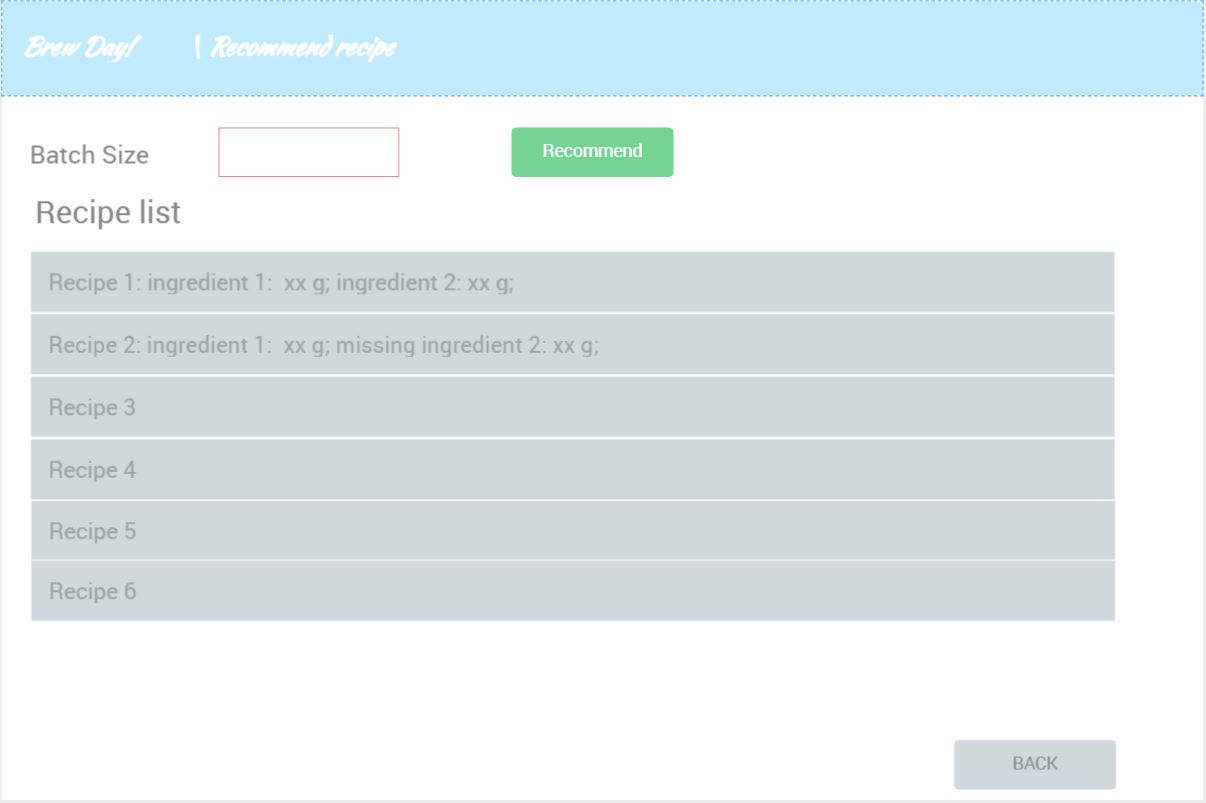 Brew Day! \ Recommend recipe
Batch Size Recommend
Recipe list
Recipe 1: ingredient 1:  xx g; ingredient 2: xx g;
Recipe 2: ingredient 1:  xx g; missing ingredient 2: xx g;
Recipe 3
Recipe 4
Recipe 5
Recipe 6
BACK